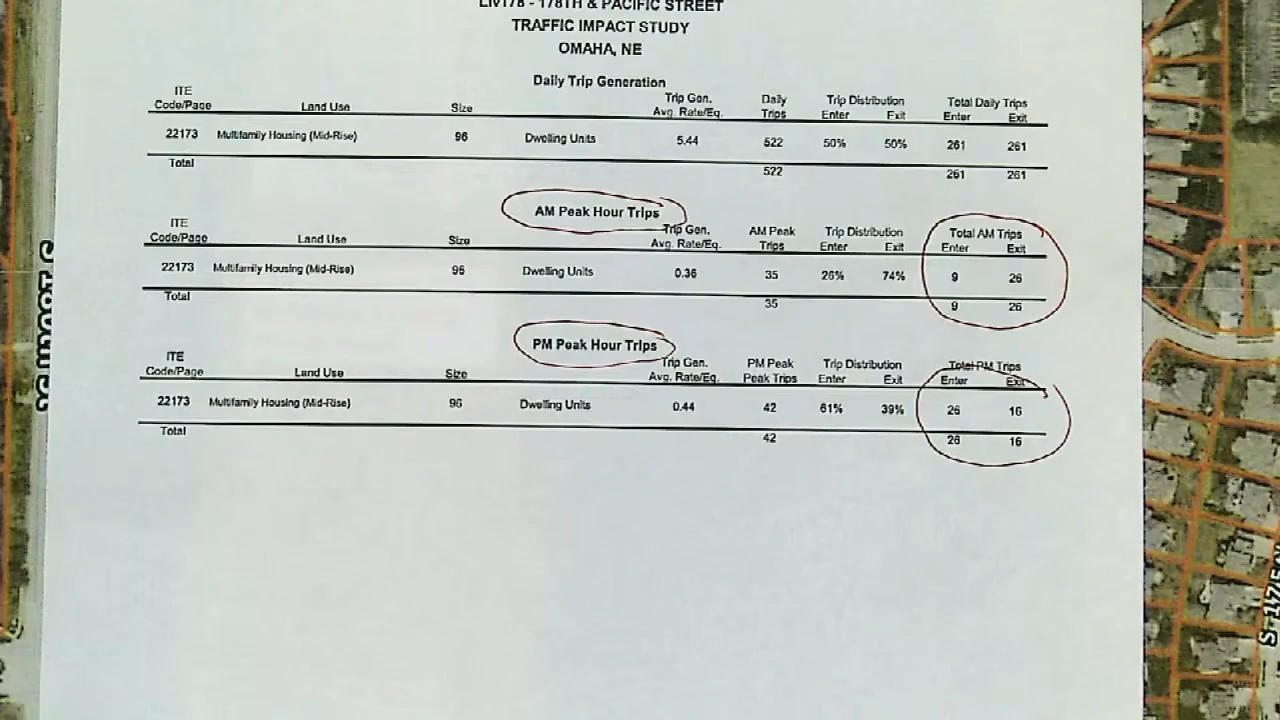 LIV178 - 178TH & PACIFIC STREET
TRAFFIC IMPACT STUDY
OMAHA, NE
Daily Trip Generation
ITE Trip Gen. Daily Trip Distribution Total Daily Trips
Code/Page Land Use Size Avg. Rate/Eq. Trips Enter Exit Enter Exit
22173 Multifamily Housing (Mid-Rise) 96 Dwelling Units 5.44 522 50% 50% 261 261
Total 522 261 261
AM Peak Hour Trips
ITE Trip Gen. AM Peak Trip Distribution Total AM Trips
Code/Page Land Use Size Avg. Rate/Eq. Trips Enter Exit Enter Exit
22173 Multifamily Housing (Mid-Rise) 96 Dwelling Units 0.36 35 26% 74% 9 26
Total 35 9 26
PM Peak Hour Trips
ITE Trip Gen. PM Peak Trip Distribution Total PM Trips
Code/Page Land Use Size Avg. Rate/Eq. Peak Trips Enter Exit Enter Exit
22173 Multifamily Housing (Mid-Rise) 96 Dwelling Units 0.44 42 61% 39% 26 16
Total 42 26 16